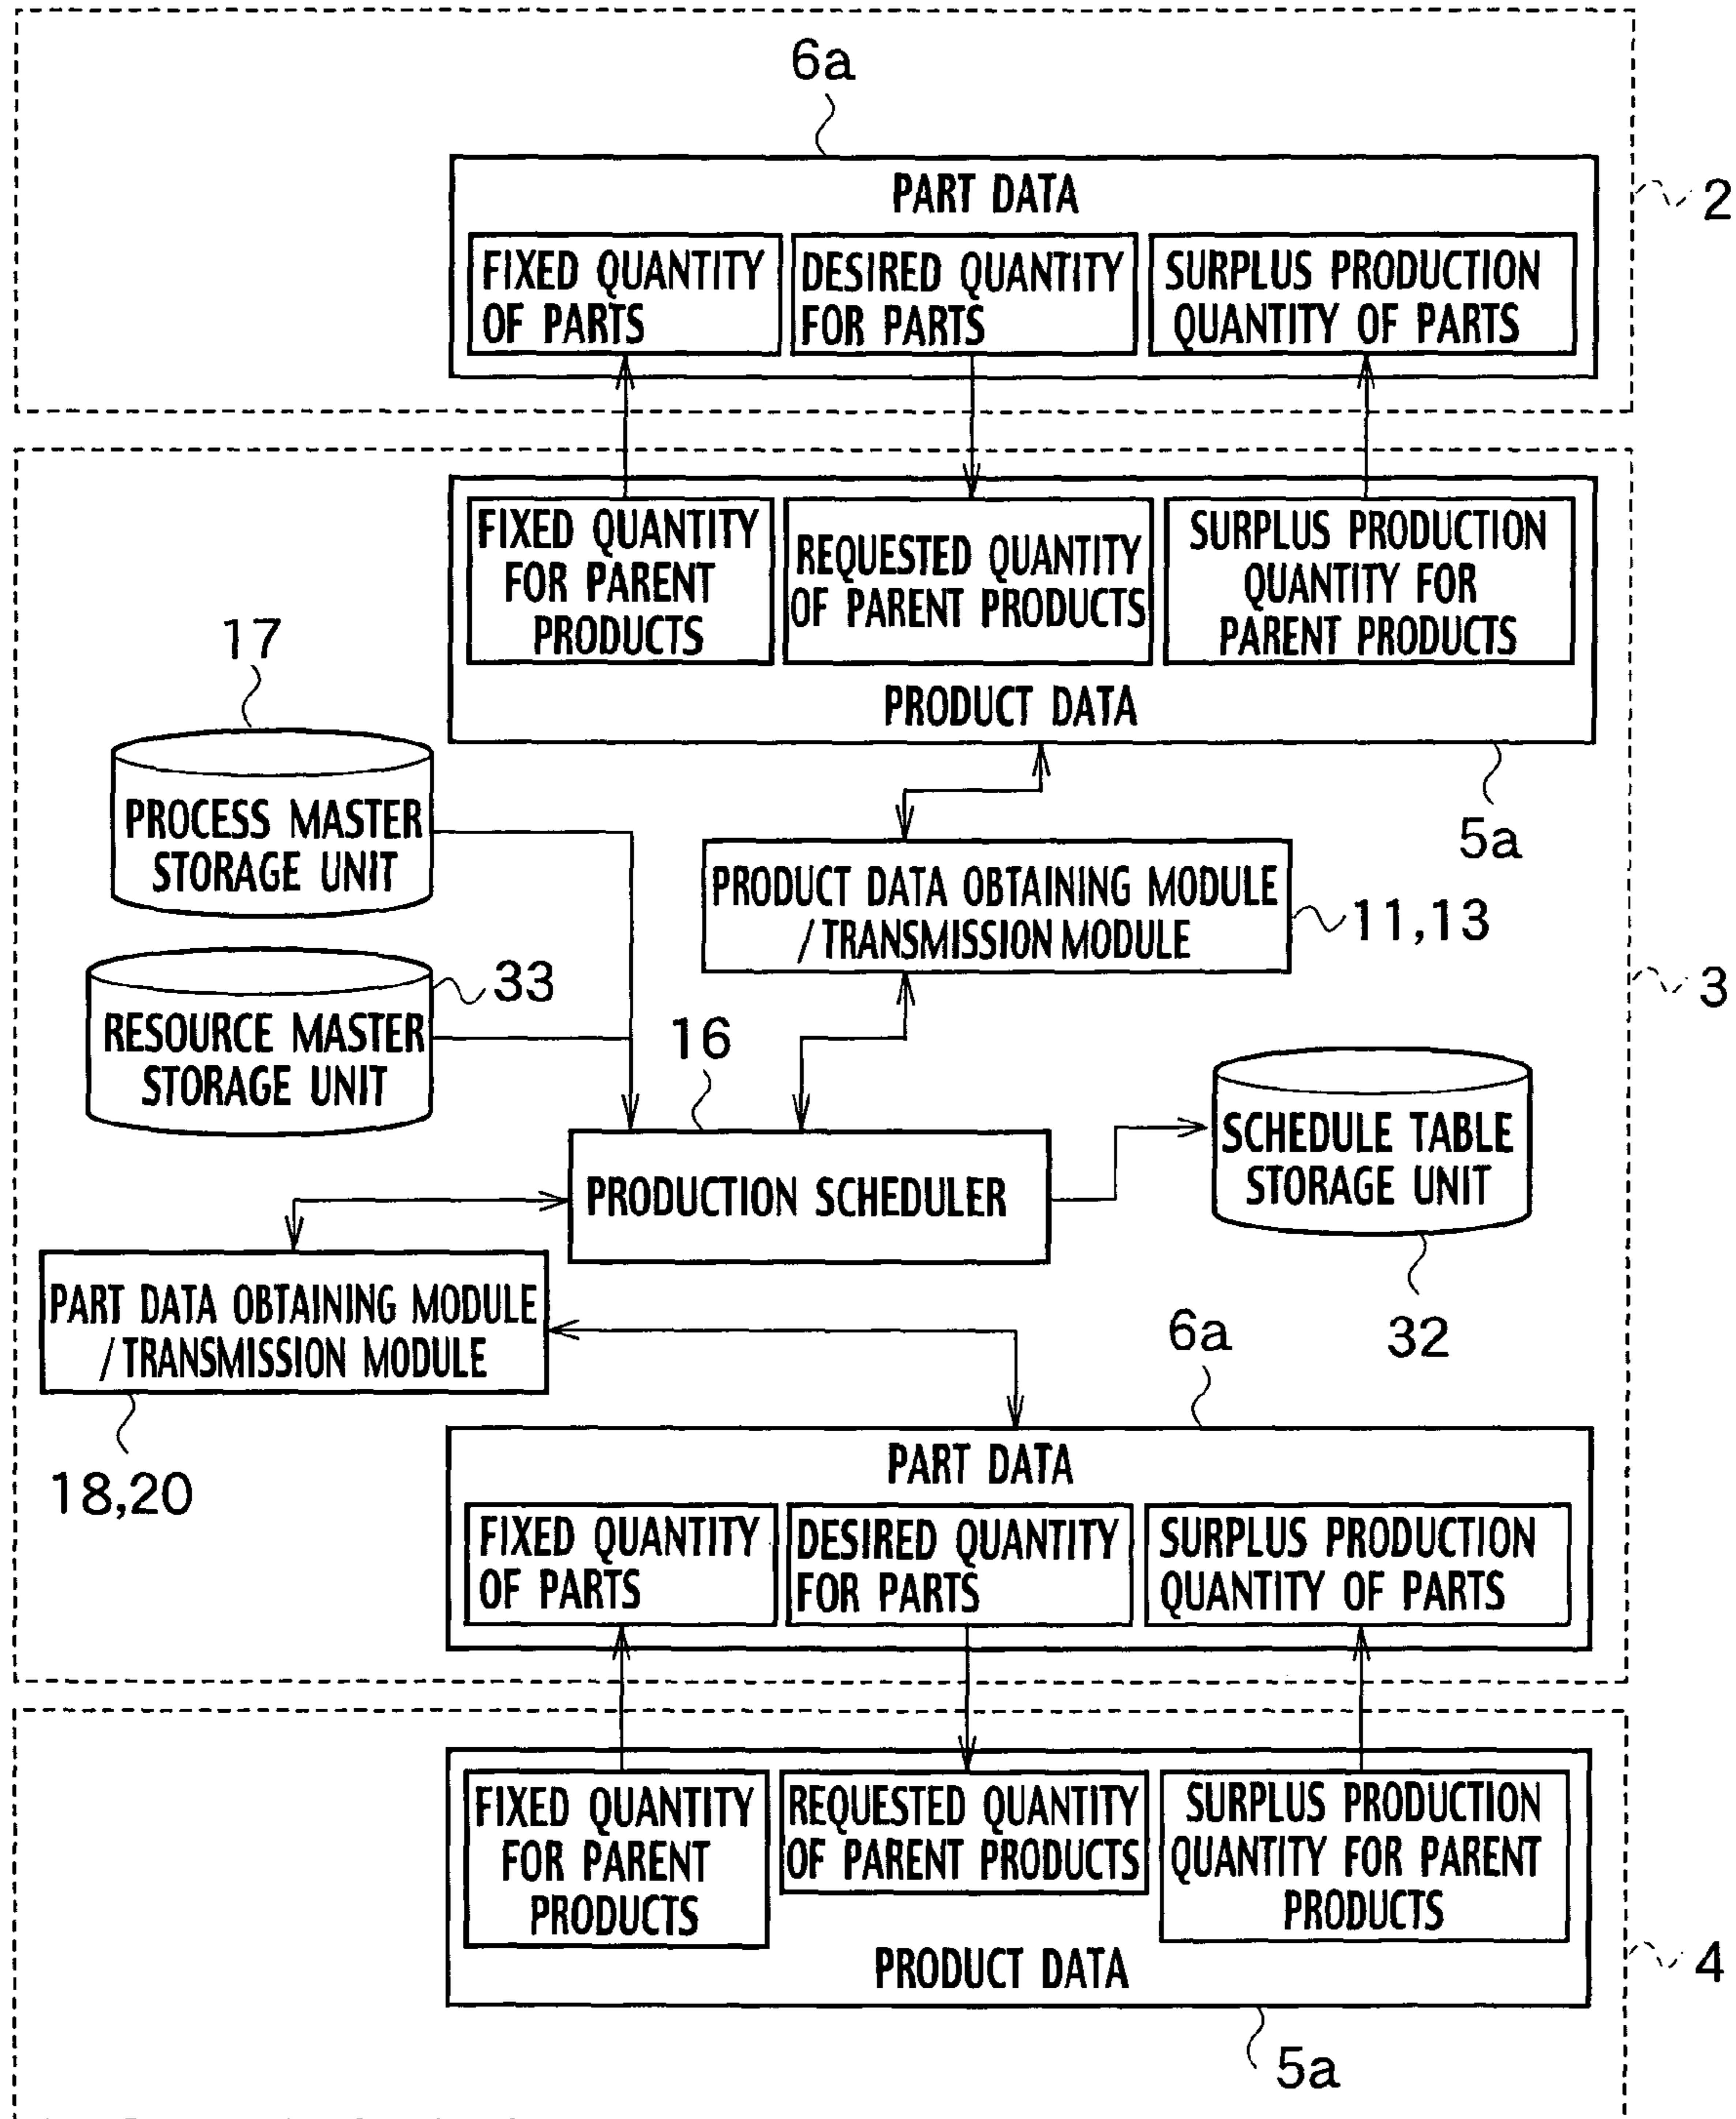 6a
PART DATA
2
FIXED QUANTITY
OF PARTS
DESIRED QUANTITY
FOR PARTS
SURPLUS PRODUCTION
QUANTITY OF PARTS
FIXED QUANTITY
FOR PARENT
PRODUCTS
REQUESTED QUANTITY
OF PARENT PRODUCTS
SURPLUS PRODUCTION
QUANTITY FOR
PARENT PRODUCTS
PRODUCT DATA
5a
17
PROCESS MASTER
STORAGE UNIT
PRODUCT DATA OBTAINING MODULE
/TRANSMISSION MODULE
11,13
3
33
RESOURCE MASTER
STORAGE UNIT
16
PRODUCTION SCHEDULER
SCHEDULE TABLE
STORAGE UNIT
32
PART DATA OBTAINING MODULE
/TRANSMISSION MODULE
18,20
6a
PART DATA
FIXED QUANTITY
OF PARTS
DESIRED QUANTITY
FOR PARTS
SURPLUS PRODUCTION
QUANTITY OF PARTS
FIXED QUANTITY
FOR PARENT
PRODUCTS
REQUESTED QUANTITY
OF PARENT PRODUCTS
SURPLUS PRODUCTION
QUANTITY FOR PARENT
PRODUCTS
PRODUCT DATA
4
5a